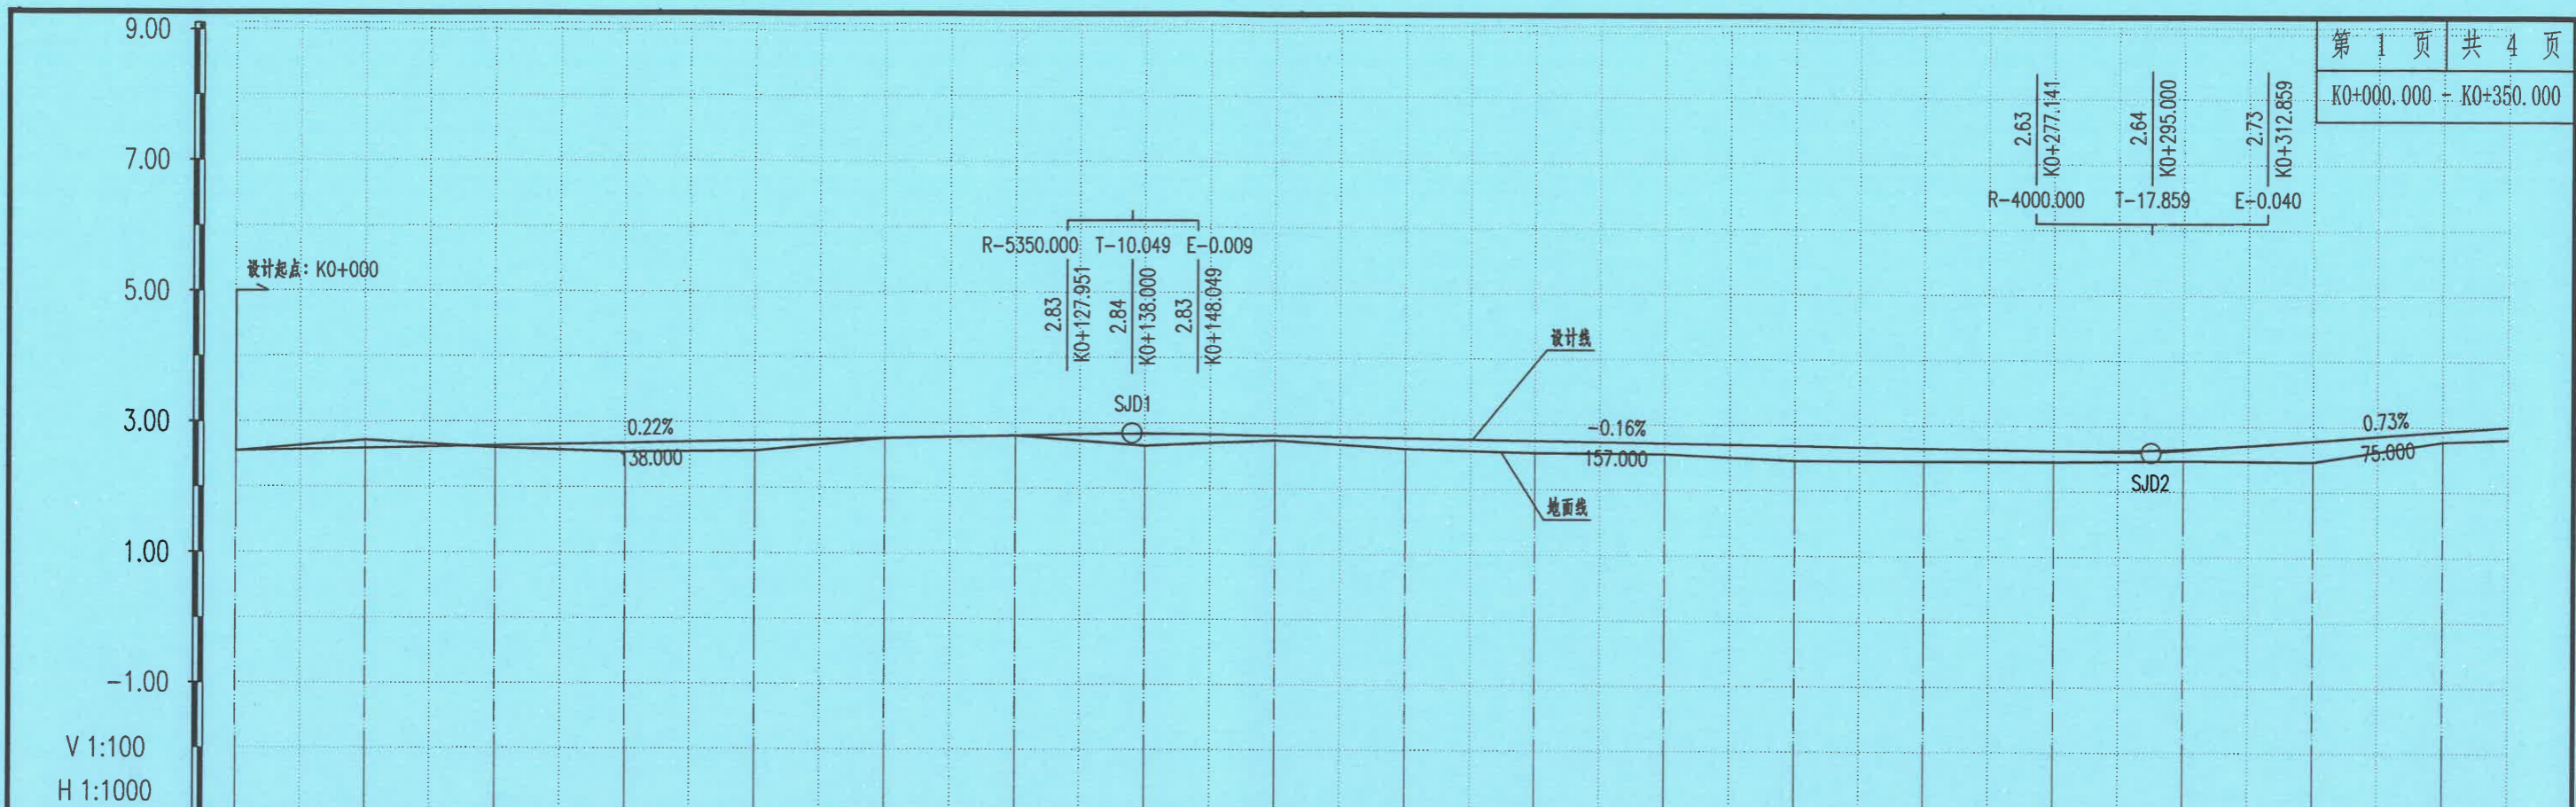 第 1 页 共 4 页
K0+000.000 - K0+350.000
9.00
7.00
5.00
3.00
1.00
-1.00
V 1:100
H 1:1000
设计起点: K0+000
R-5350.000 T-10.049 E-0.009
2.83
K0+127.951
2.84
K0+138.000
2.83
K0+148.049
SJD1
0.22%
138.000
设计线
-0.16%
157.000
地面线
2.63
K0+277.141
2.64
K0+295.000
2.73
K0+312.859
R-4000.000 T-17.859 E-0.040
SJD2
0.73%
75.000